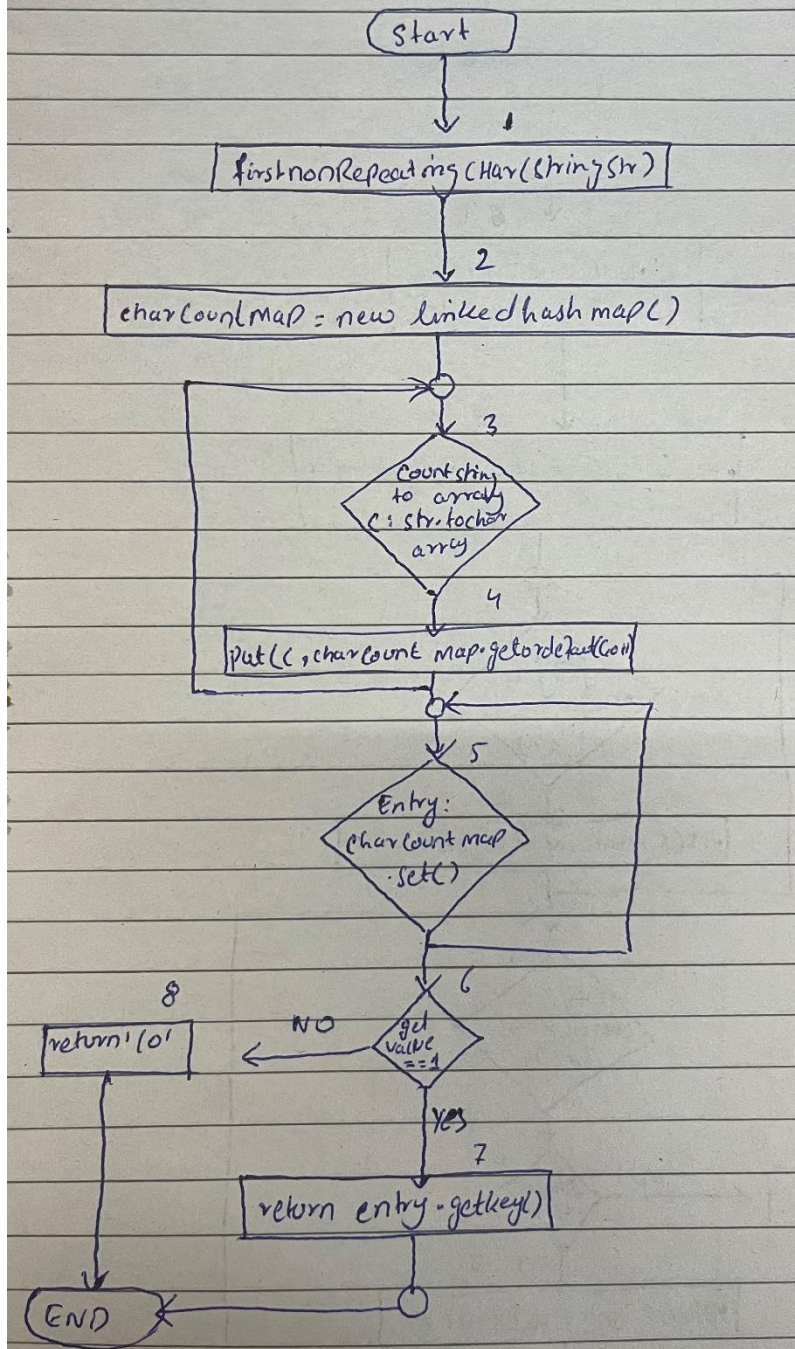 Start
1
firstnonRepeating CHar(String Str)
2
charCountMap = new linkedhashmap()
3
Count string
to array
C: str.tochar
array
4
put(c, charCount map.getordefault(
5
Entry:
charCount map
.set()
6
get
value
==1
NO
8
return '\0'
Yes
7
return entry.getkey()
END